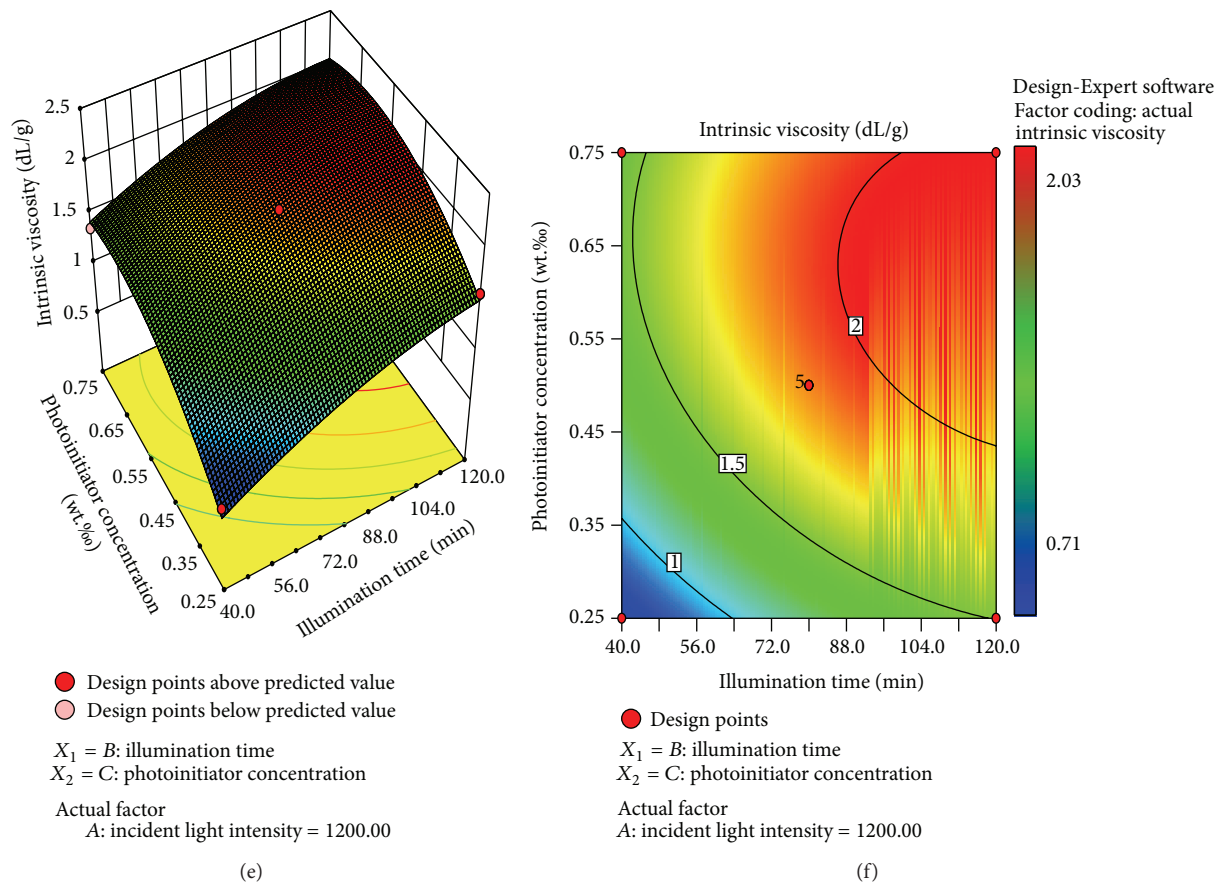 2.5
2
1.5
1
0.5
Intrinsic viscosity (dL/g)
0.75
0.65
0.55
0.45
0.35
0.25
Photoinitiator concentration
(wt.‰)
40.0
56.0
72.0
88.0
104.0
120.0
Illumination time (min)
Design points above predicted value
Design points below predicted value
X₁ = B: illumination time
X₂ = C: photoinitiator concentration
Actual factor
A: incident light intensity = 1200.00
(e)
Intrinsic viscosity (dL/g)
0.75
0.65
0.55
0.45
0.35
0.25
Photoinitiator concentration (wt.‰)
2
5
1.5
1
40.0
56.0
72.0
88.0
104.0
120.0
Illumination time (min)
Design-Expert software
Factor coding: actual
intrinsic viscosity
2.03
0.71
Design points
X₁ = B: illumination time
X₂ = C: photoinitiator concentration
Actual factor
A: incident light intensity = 1200.00
(f)